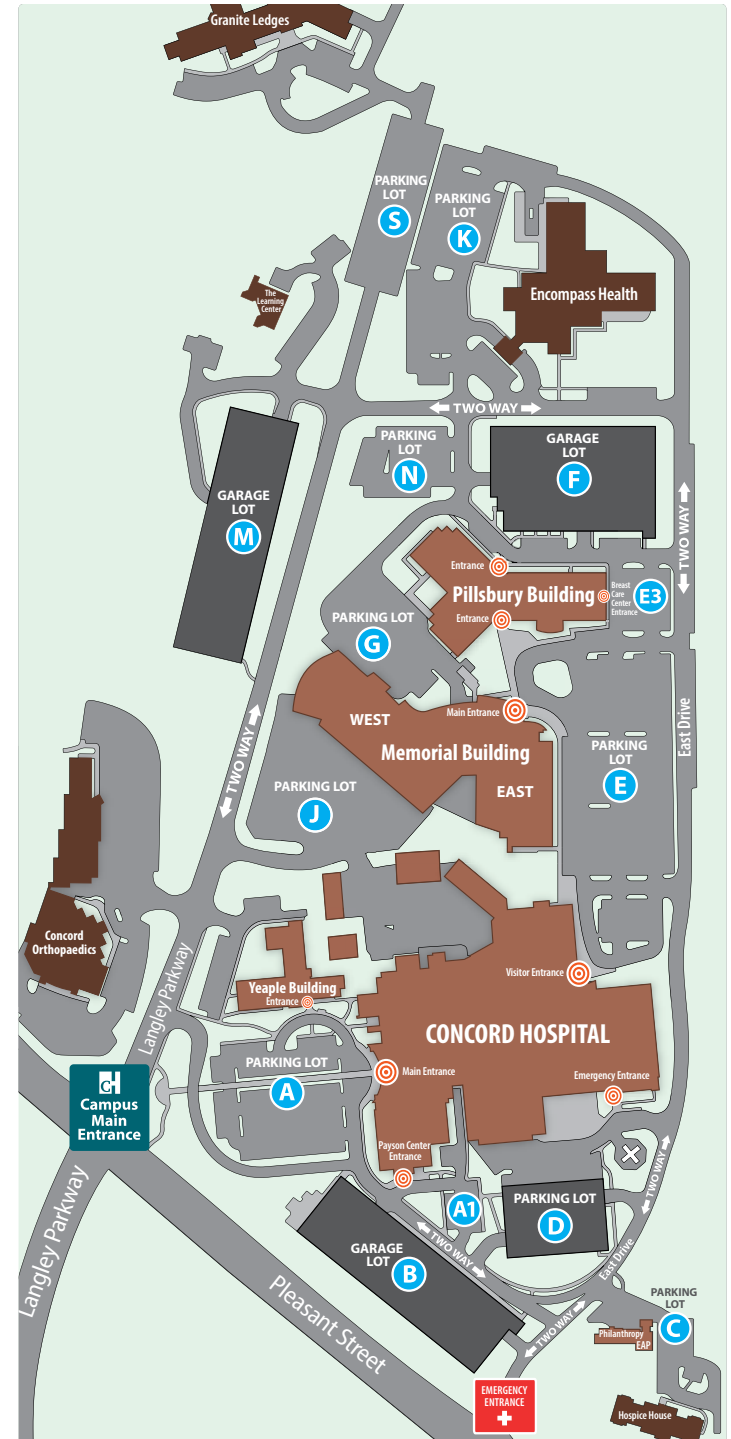 Granite Ledges
PARKING
LOT
S
PARKING
LOT
K
The
Learning
Center
Encompass Health
TWO WAY
PARKING
LOT
N
GARAGE
LOT
F
GARAGE
LOT
M
TWO WAY
Entrance
Pillsbury Building
Breast
Care
Center
Entrance
E3
Entrance
PARKING LOT
G
Main Entrance
WEST
Memorial Building
EAST
East Drive
PARKING
LOT
E
TWO WAY
PARKING LOT
J
Concord
Orthopaedics
Langley Parkway
Yeaple Building
Entrance
Visitor Entrance
CONCORD HOSPITAL
PARKING LOT
A
Main Entrance
Emergency Entrance
CH
Campus
Main
Entrance
Payson Center
Entrance
TWO WAY
PARKING LOT
D
A1
TWO WAY
GARAGE
LOT
B
East Drive
Langley Parkway
Pleasant Street
PARKING
LOT
C
TWO WAY
Philanthropy
EAP
EMERGENCY
ENTRANCE
Hospice House